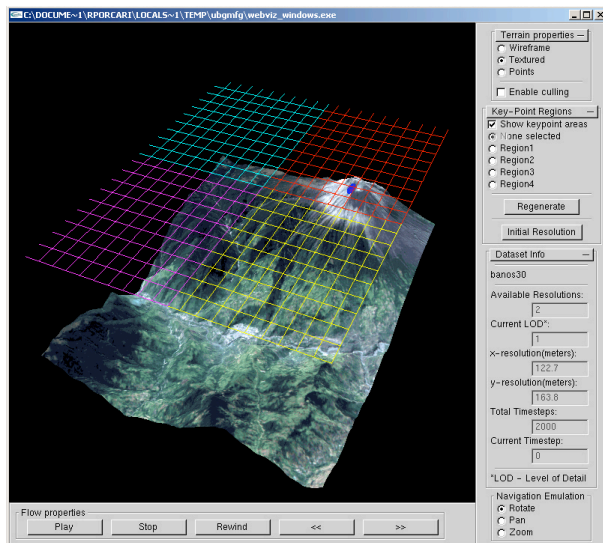 C:\DOCUME~1\RPORCARI\LOCALS~1\TEMP\ubgmfg\webviz_windows.exe
Terrain properties
Wireframe
Textured
Points
Enable culling
Key-Point Regions
Show keypoint areas
None selected
Region1
Region2
Region3
Region4
Regenerate
Initial Resolution
Dataset Info
banos30
Available Resolutions:
2
Current LOD*:
1
x-resolution(meters):
122.7
y-resolution(meters):
163.8
Total Timesteps:
2000
Current Timestep:
0
*LOD - Level of Detail
Navigation Emulation
Rotate
Pan
Zoom
Flow properties
Play Stop Rewind << >>